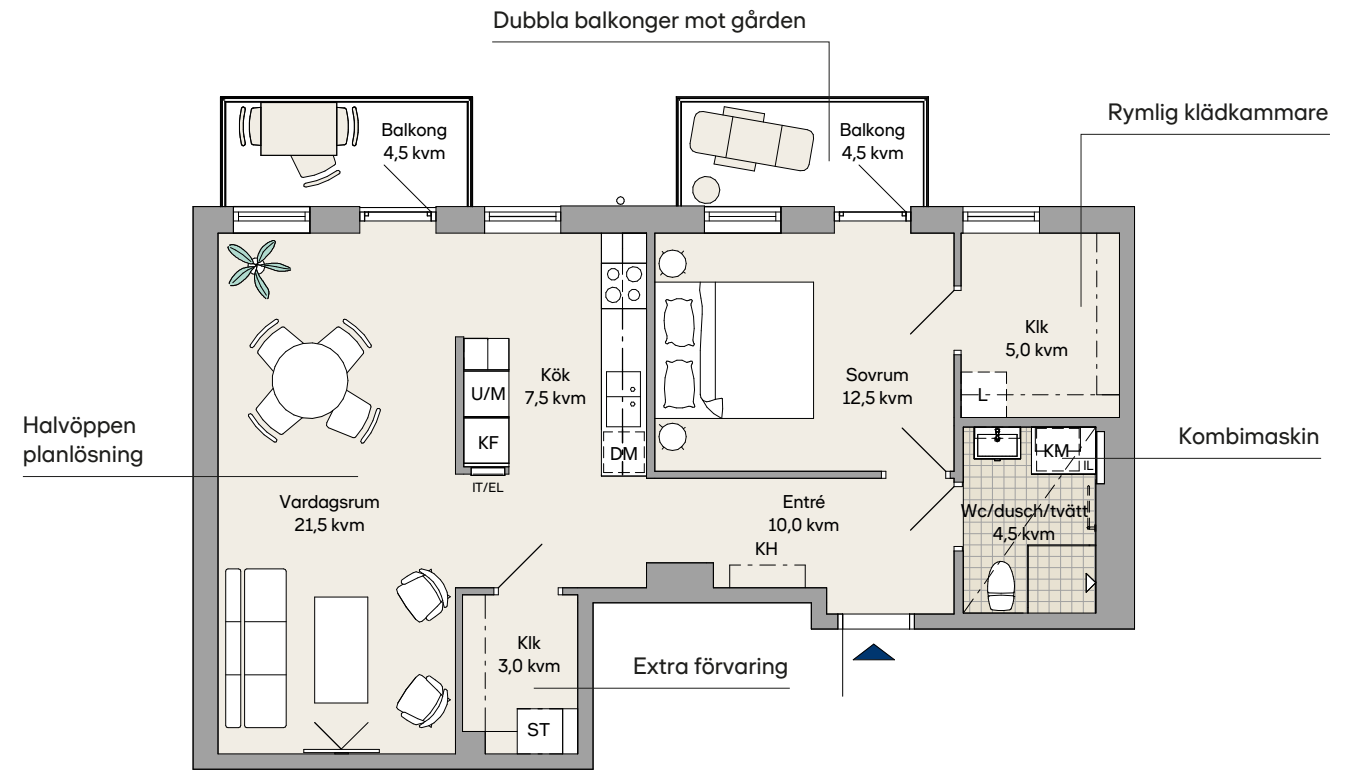 Dubbla balkonger mot gården
Rymlig klädkammare
Balkong
4,5 kvm
Balkong
4,5 kvm
Klk
5,0 kvm
Kök
7,5 kvm
Sovrum
12,5 kvm
U/M
L
KF
DM
Halvöppen
planlösning
Kombimaskin
KM
IL
IT/EL
Vardagsrum
21,5 kvm
Entré
10,0 kvm
Wc/dusch/tvätt
4,5 kvm
KH
Klk
3,0 kvm
Extra förvaring
ST